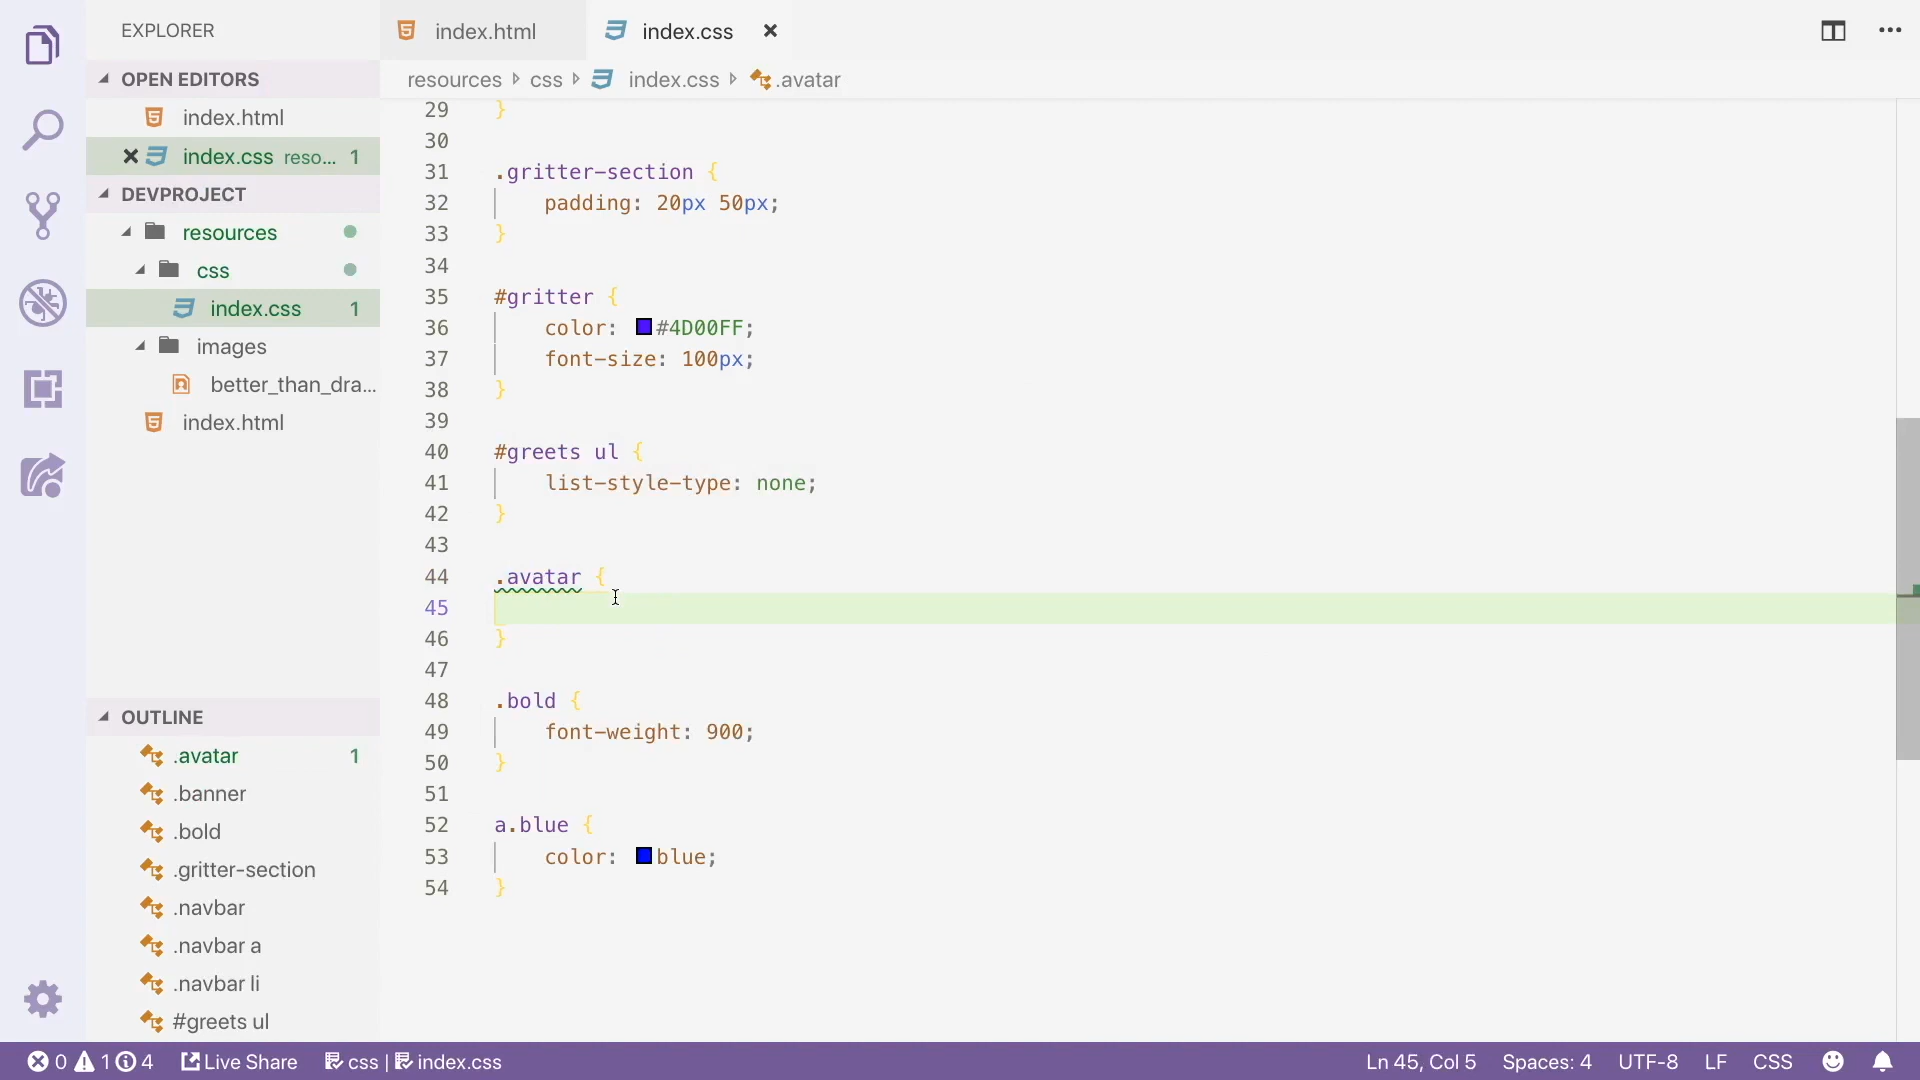 EXPLORER
OPEN EDITORS
index.html
index.css reso... 1
DEVPROJECT
resources
css
index.css 1
images
better_than_dra...
index.html
OUTLINE
.avatar 1
.banner
.bold
.gritter-section
.navbar
.navbar a
.navbar li
#greets ul
index.html
index.css
resources css index.css .avatar
29 }
30
31 .gritter-section {
32 padding: 20px 50px;
33 }
34
35 #gritter {
36 color: #4D00FF;
37 font-size: 100px;
38 }
39
40 #greets ul {
41 list-style-type: none;
42 }
43
44 .avatar {
45
46 }
47
48 .bold {
49 font-weight: 900;
50 }
51
52 a.blue {
53 color: blue;
54 }
0 1 4 Live Share css | index.css Ln 45, Col 5 Spaces: 4 UTF-8 LF CSS